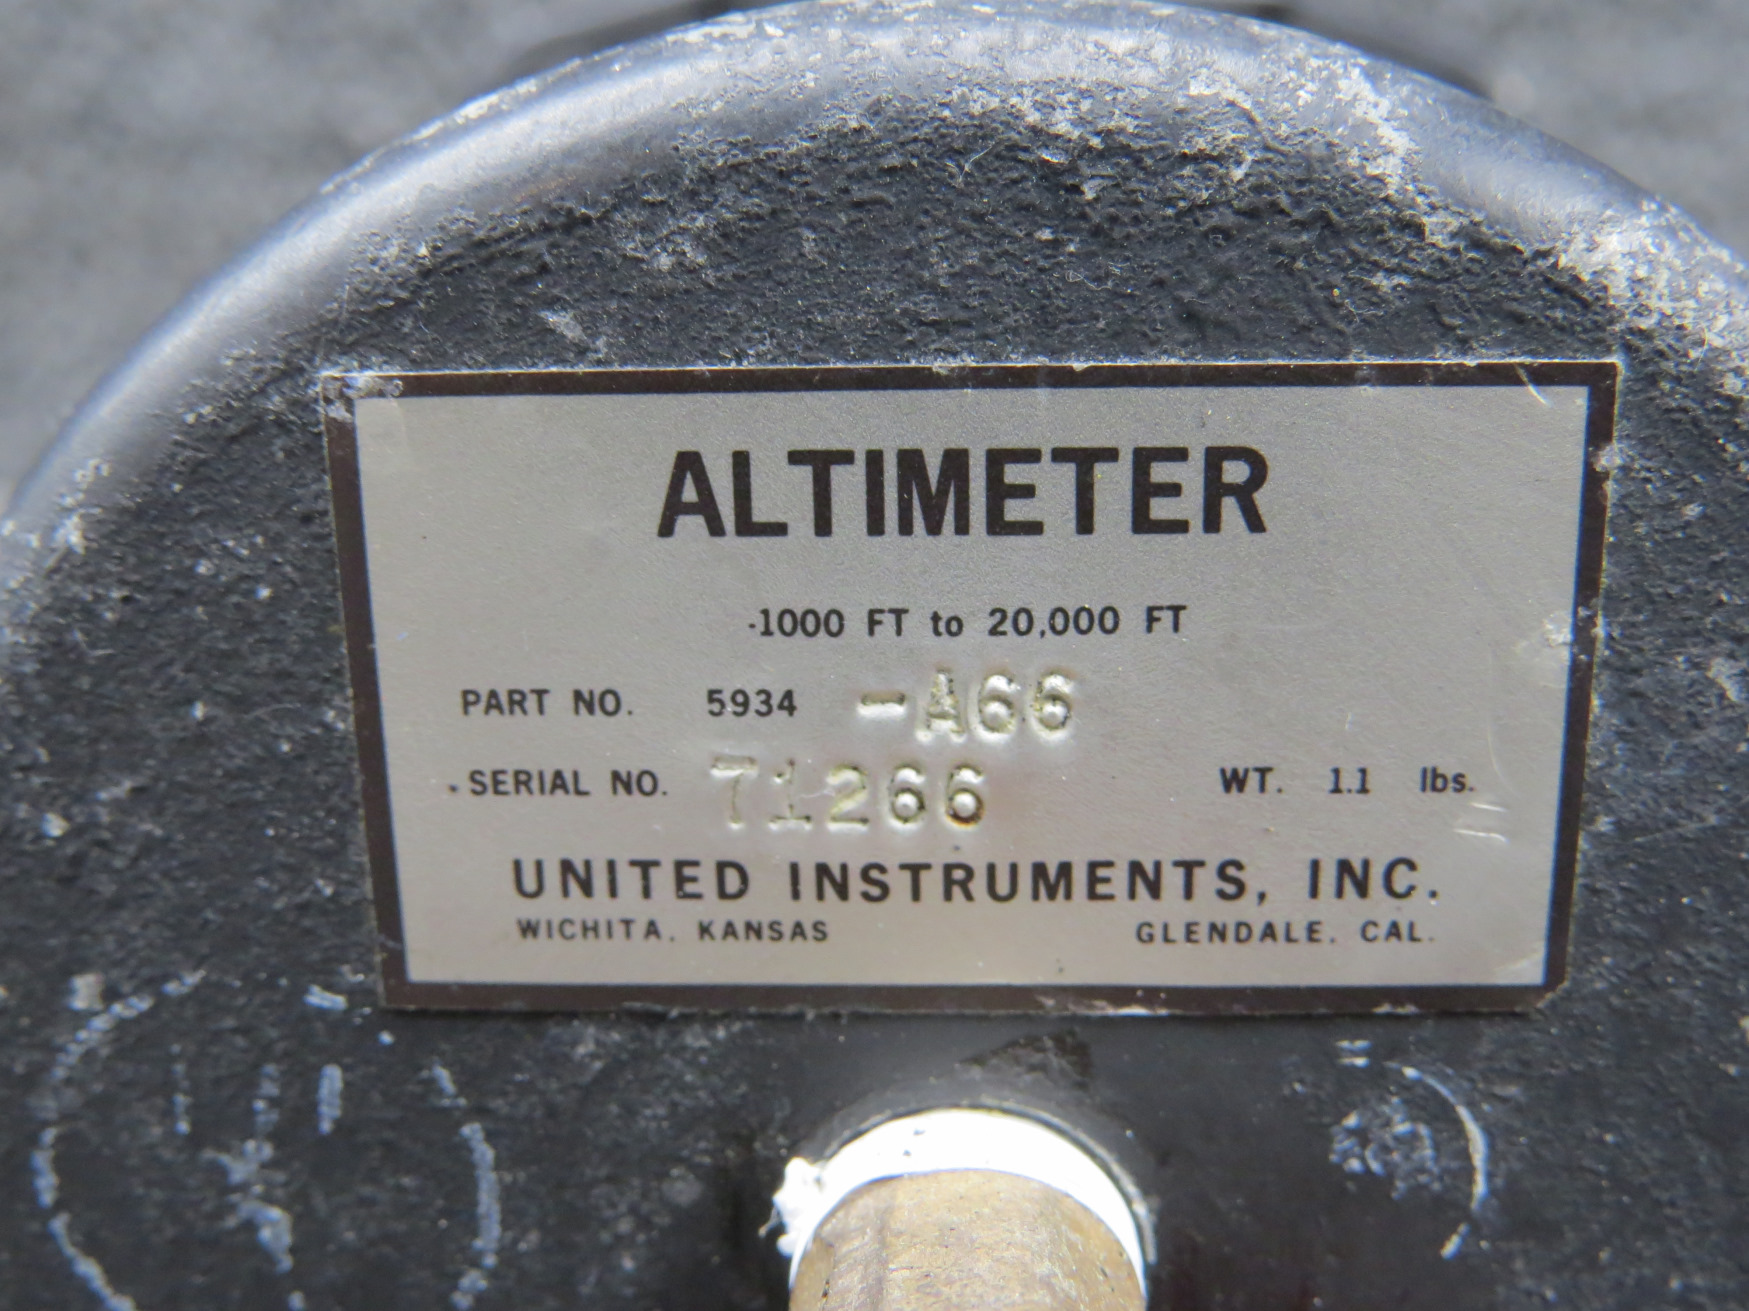 ALTIMETER
-1000 FT to 20,000 FT
PART NO. 5934 -A66
SERIAL NO. 71266 WT. 1.1 lbs.
UNITED INSTRUMENTS, INC.
WICHITA, KANSAS GLENDALE, CAL.